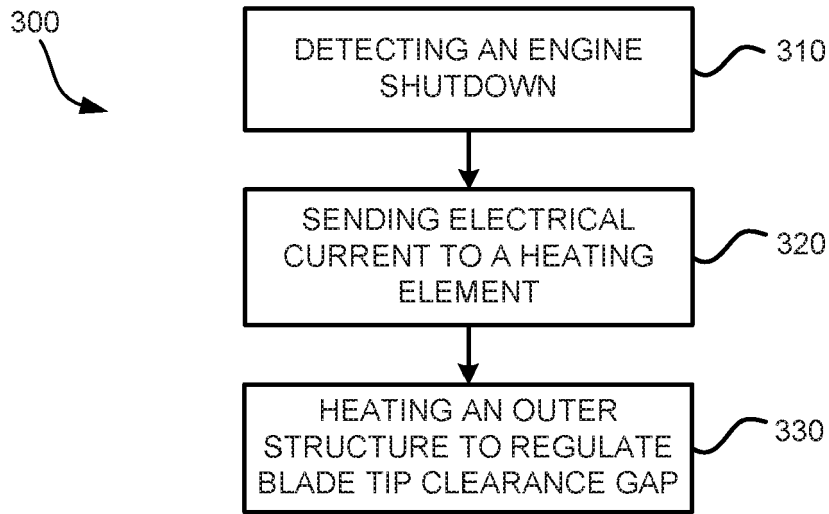 300
DETECTING AN ENGINE
SHUTDOWN
310
SENDING ELECTRICAL
CURRENT TO A HEATING
ELEMENT
320
HEATING AN OUTER
STRUCTURE TO REGULATE
BLADE TIP CLEARANCE GAP
330